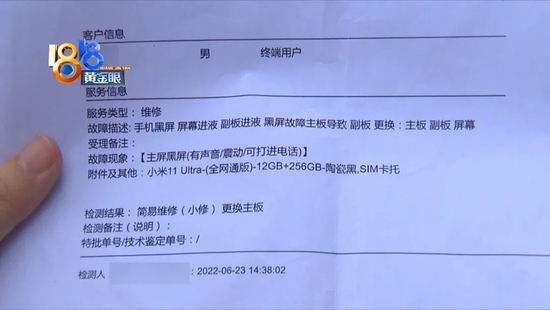 客户信息
1818
黄金眼
男 终端用户
服务信息
服务类型: 维修
故障描述: 手机黑屏 屏幕进液 副板进液 黑屏故障主板导致 副板 更换: 主板 副板 屏幕
受理备注:
故障现象: 【主屏黑屏(有声音/震动/可打进电话)】
附件及其他: 小米11 Ultra-(全网通版)-12GB+256GB-陶瓷黑,SIM卡托
检测结果: 简易维修（小修）更换主板
检测备注（说明）:
特批单号/技术鉴定单号: /
检测人 : 2022-06-23 14:38:02